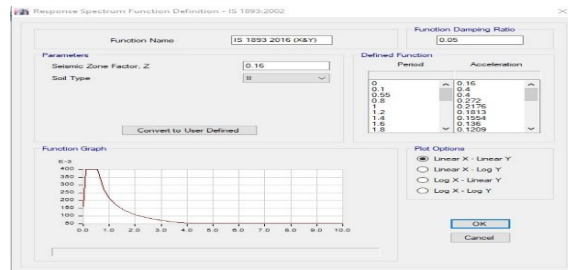 Response Spectrum Function Definition - IS 1893:2002
Function Name
IS 1893 2016 (X&Y)
Function Damping Ratio
0.05
Parameters
Seismic Zone Factor, Z
0.16
Soil Type
II
Convert to User Defined
Defined Function
Period Acceleration
0 0.16
0.1 0.4
0.55 0.4
0.8 0.272
1 0.2176
1.2 0.1813
1.4 0.1554
1.6 0.136
1.8 0.1209
Function Graph
E-3
400
350
300
250
200
150
100
50
0.0 1.0 2.0 3.0 4.0 5.0 6.0 7.0 8.0 9.0 10.0
Plot Options
Linear X - Linear Y
Linear X - Log Y
Log X - Linear Y
Log X - Log Y
OK
Cancel